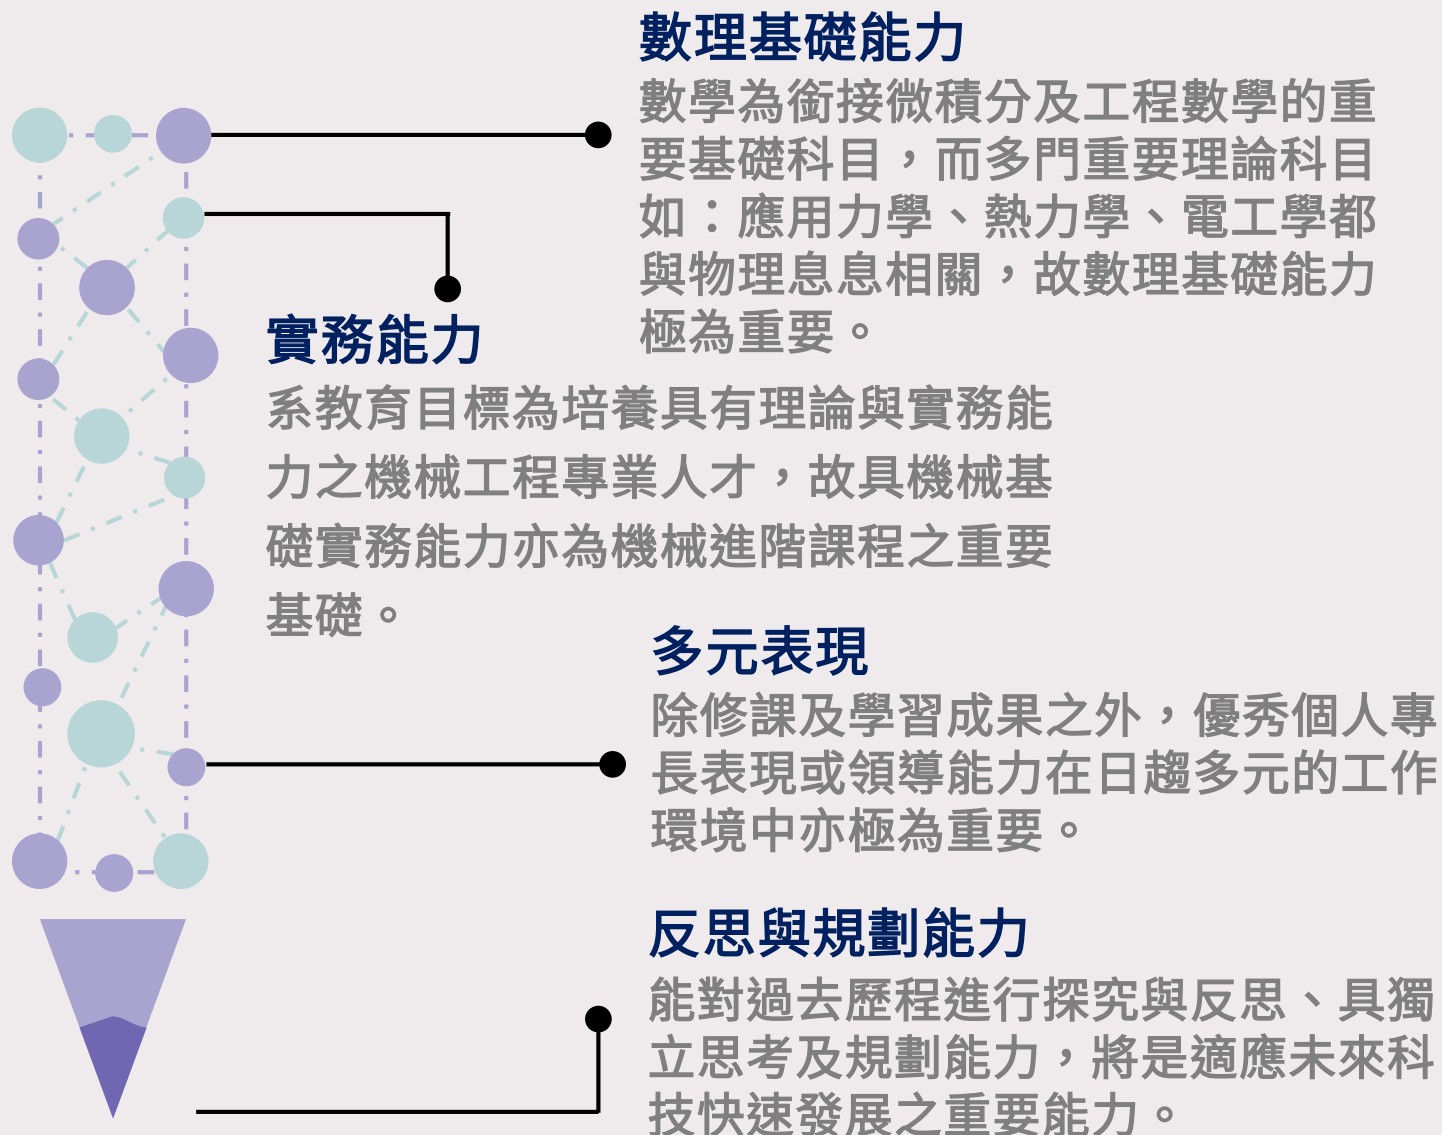 數理基礎能力
數學為銜接微積分及工程數學的重
要基礎科目，而多門重要理論科目
如：應用力學、熱力學、電工學都
與物理息息相關，故數理基礎能力
極為重要。
實務能力
系教育目標為培養具有理論與實務能
力之機械工程專業人才，故具機械基
礎實務能力亦為機械進階課程之重要
基礎。
多元表現
除修課及學習成果之外，優秀個人專
長表現或領導能力在日趨多元的工作
環境中亦極為重要。
反思與規劃能力
能對過去歷程進行探究與反思、具獨
立思考及規劃能力，將是適應未來科
技快速發展之重要能力。